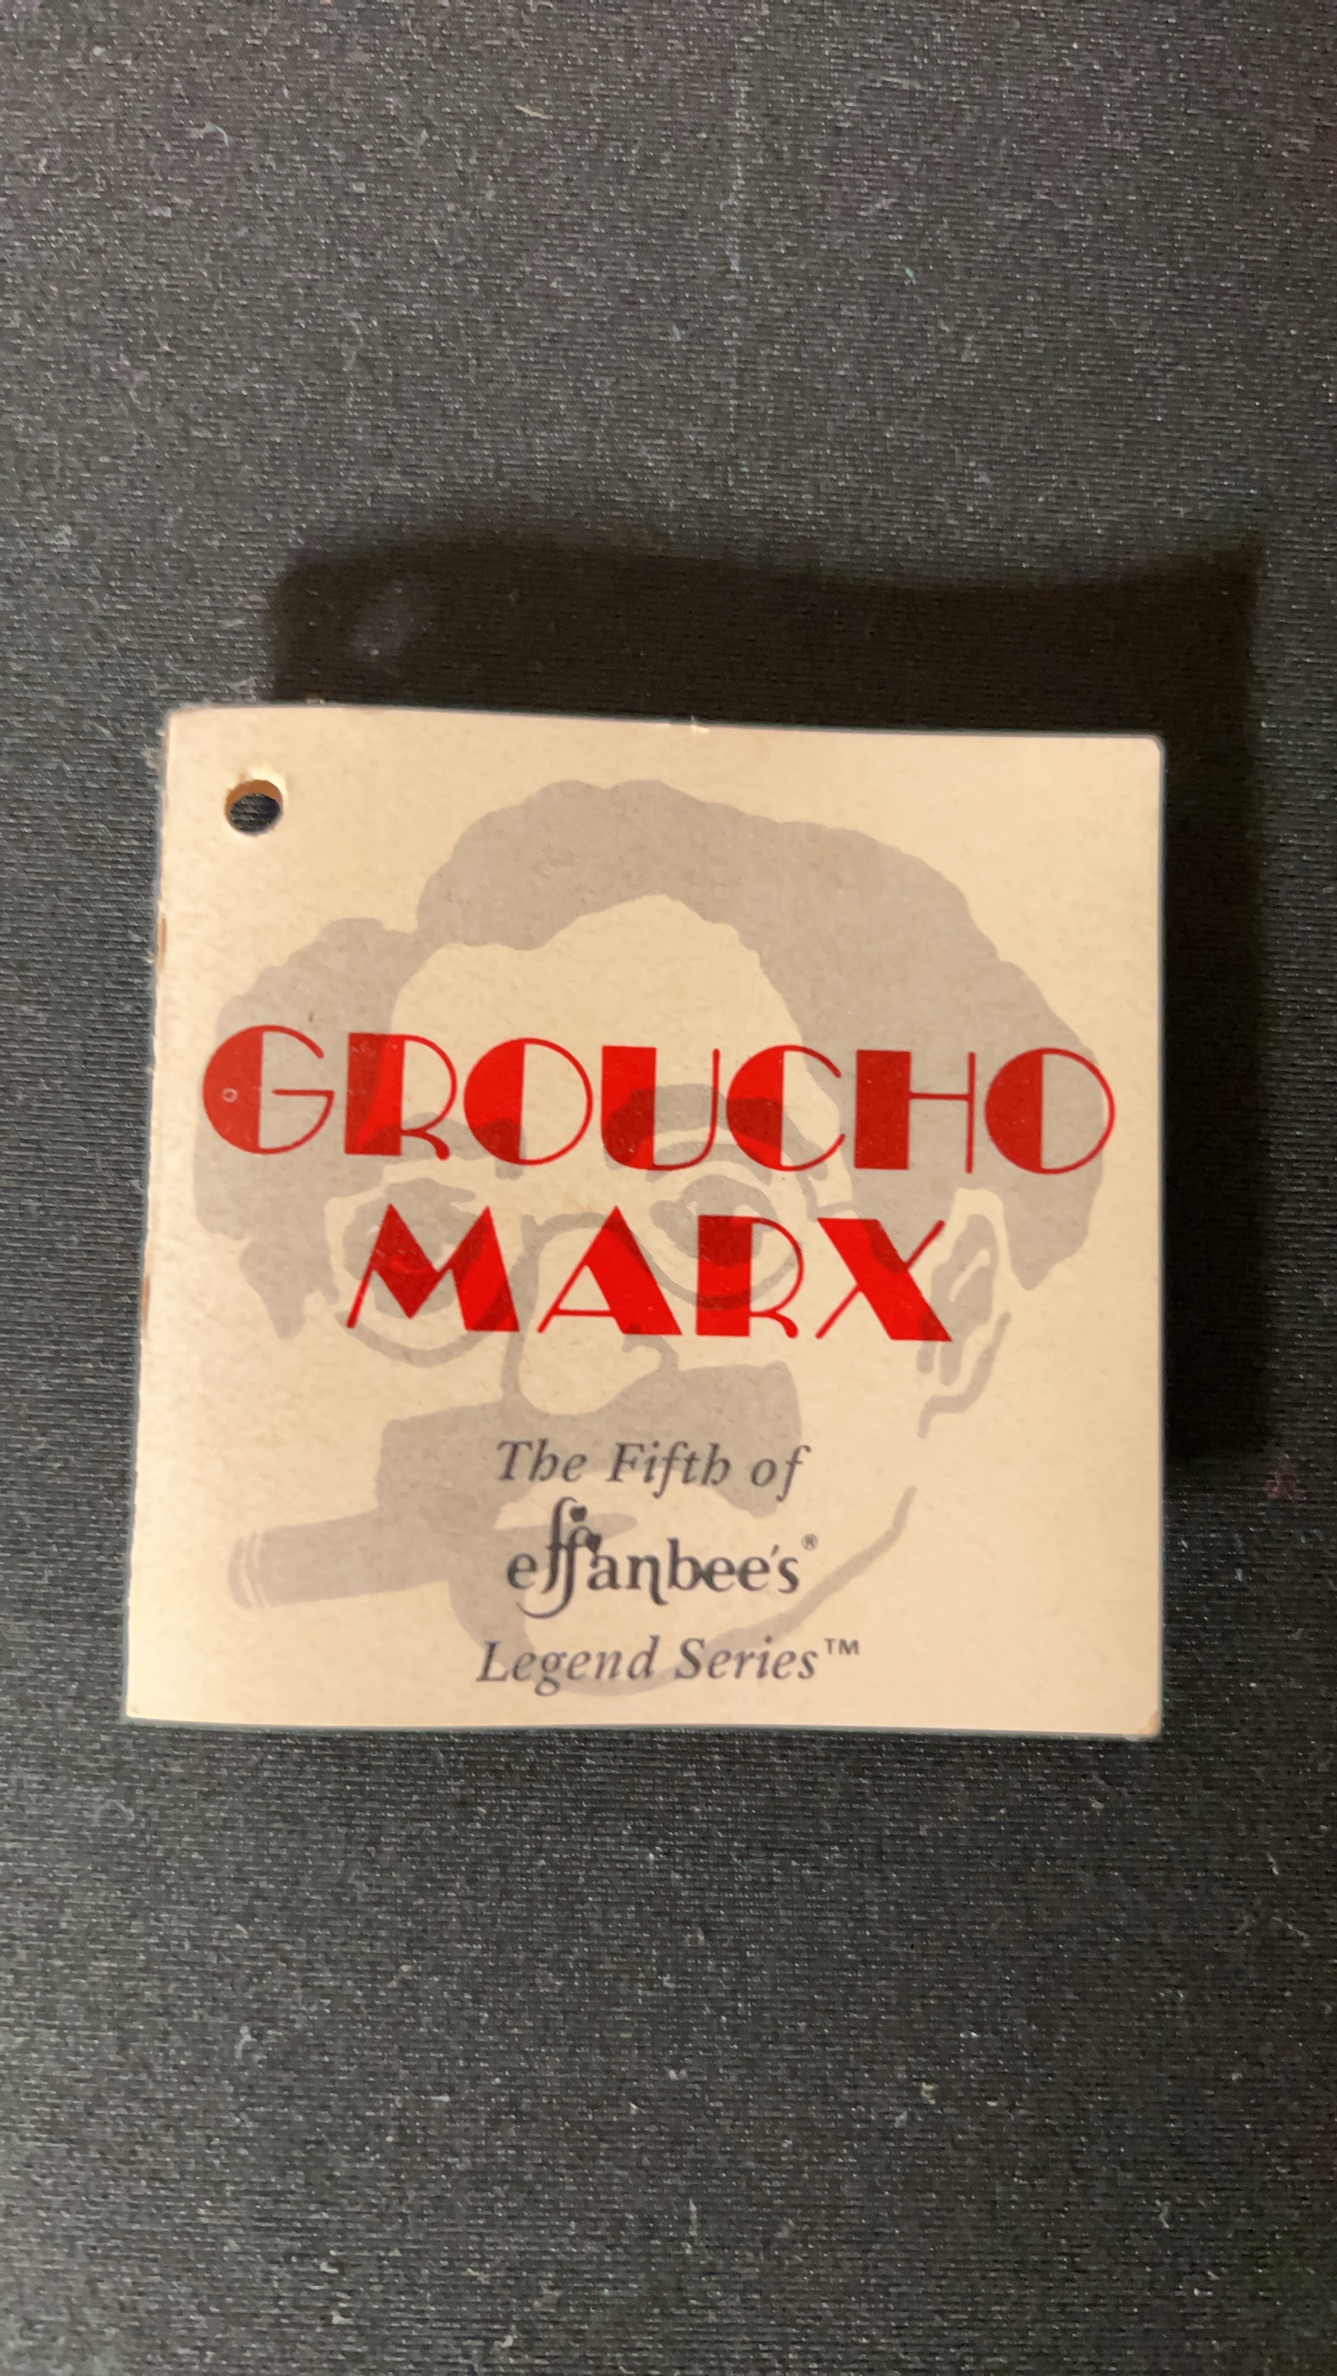 GROUCHO
MARX
The Fifth of
effanbee's®
Legend Series™